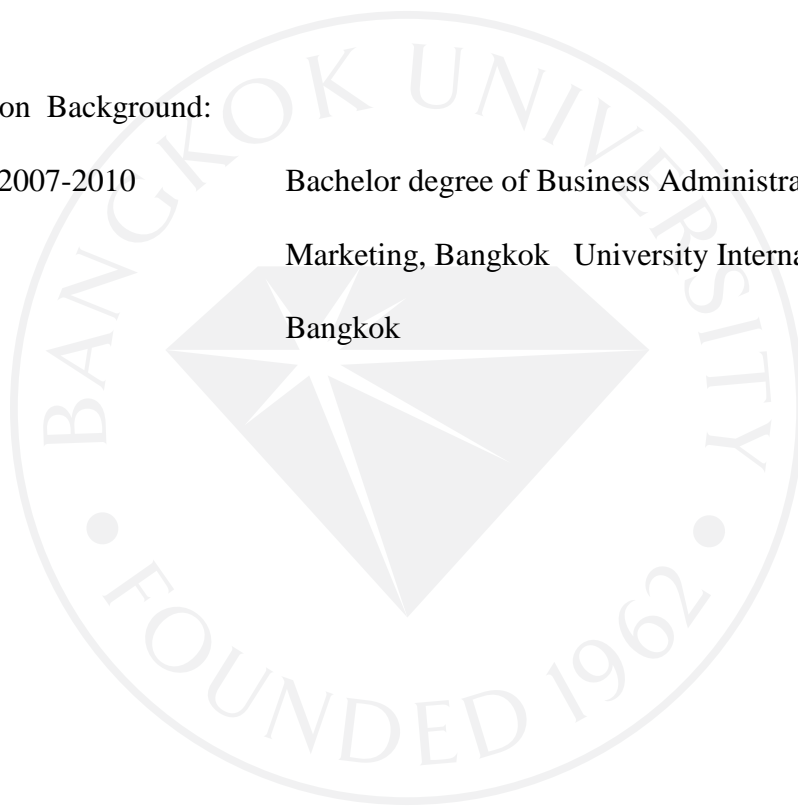 on Background:
2007-2010 Bachelor degree of Business Administra
Marketing, Bangkok University Interna
Bangkok
BANGKOK UNIVERSITY
• FOUNDED 1962 •